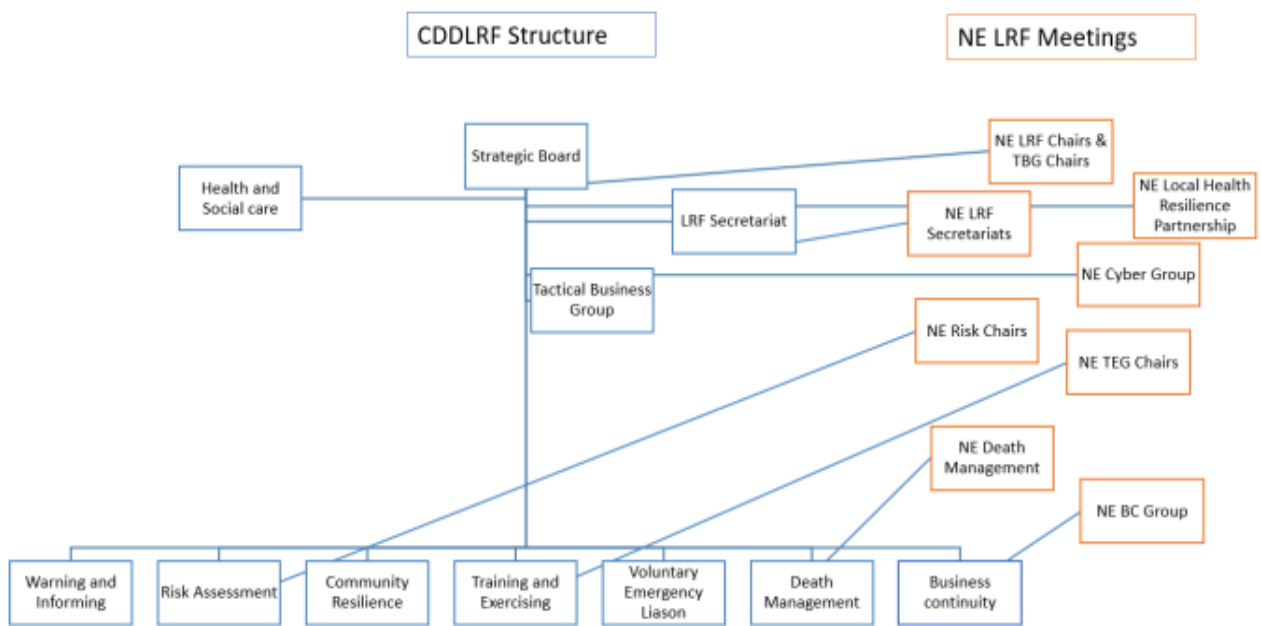 CDDLRF Structure
NE LRF Meetings
Strategic Board
NE LRF Chairs &
TBG Chairs
Health and
Social care
LRF Secretariat
NE LRF
Secretariats
NE Local Health
Resilience
Partnership
Tactical Business
Group
NE Cyber Group
NE Risk Chairs
NE TEG Chairs
NE Death
Management
NE BC Group
Warning and
Informing
Risk Assessment
Community
Resilience
Training and
Exercising
Voluntary
Emergency
Liason
Death
Management
Business
continuity